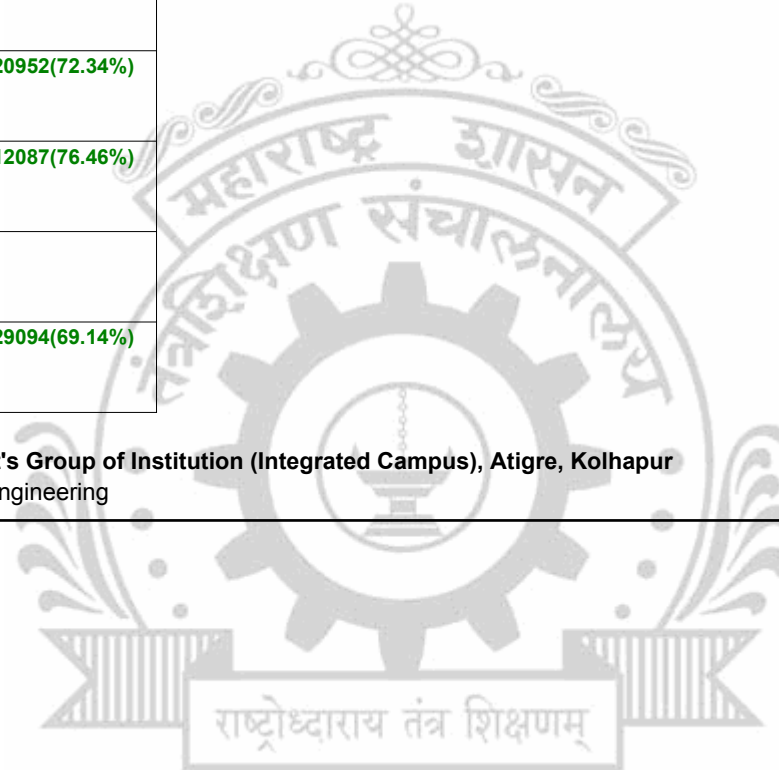 20952(72.34%)
12087(76.46%)
29094(69.14%)
't's Group of Institution (Integrated Campus), Atigre, Kolhapur
ngineering
महाराष्ट्र शासन
तंत्रशिक्षण संचालनालय
राष्ट्रोध्दाराय तंत्र शिक्षणम्